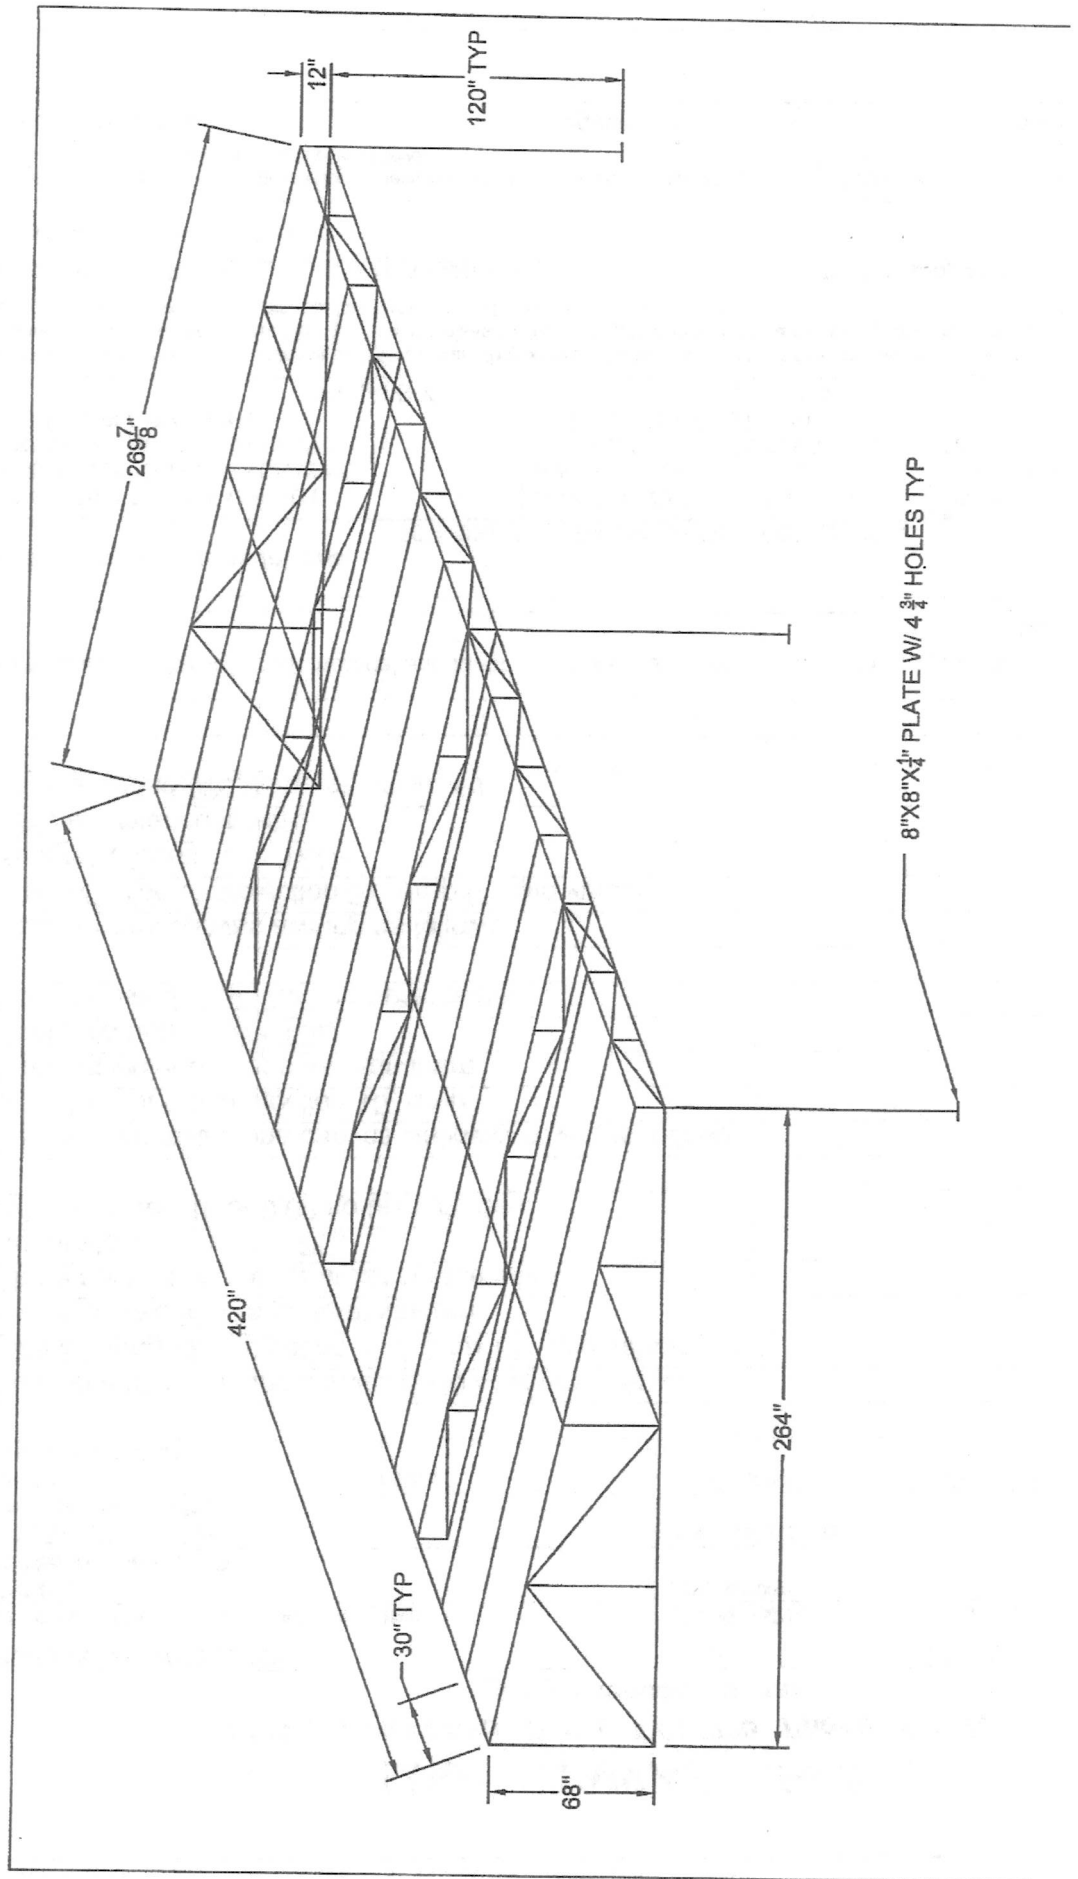 12"
120" TYP
269 7/8"
8"X8"X1/4" PLATE W/ 4 3/4" HOLES TYP
420"
264"
30" TYP
68"